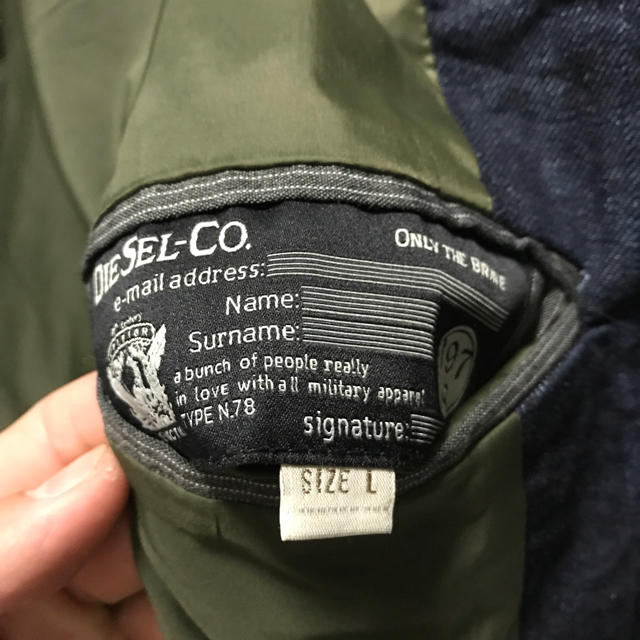 DIESEL-CO.
ONLY THE BRAVE
e-mail address:
Name:
Surname:
a bunch of people really
in love with all military apparel
TYPE N.78
signature:
197
SIZE L